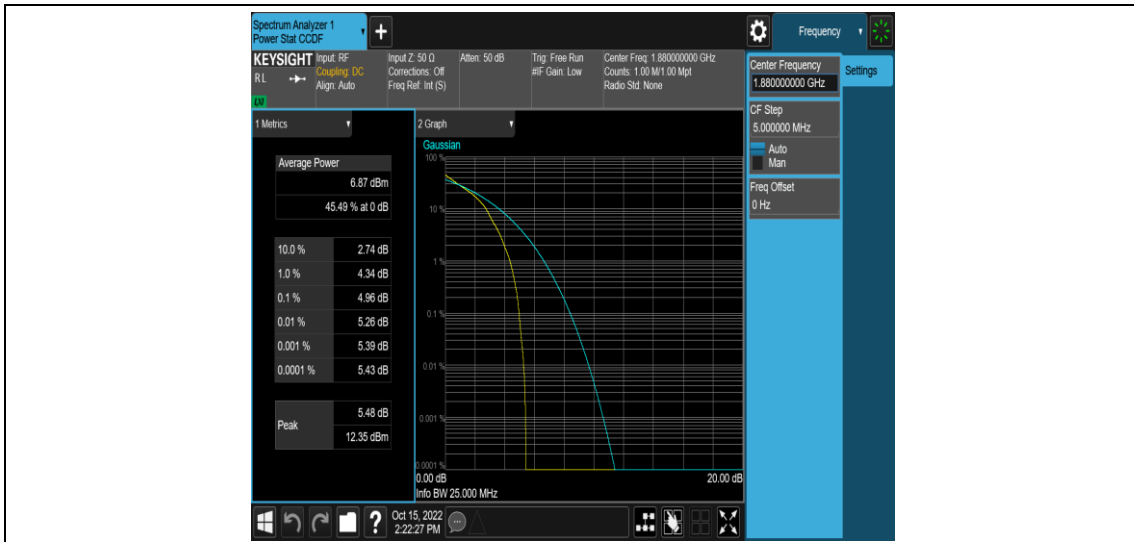 Spectrum Analyzer 1
Power Stat CCDF
Frequency
KEYSIGHT
RL
LXI
Input: RF
Coupling: DC
Align: Auto
Input Z: 50 Ω
Corrections: Off
Freq Ref: Int (S)
Atten: 50 dB
Trig: Free Run
#IF Gain: Low
Center Freq: 1.880000000 GHz
Counts: 1.00 M/1.00 Mpt
Radio Std: None
Center Frequency
1.880000000 GHz
Settings
CF Step
5.000000 MHz
Auto
Man
Freq Offset
0 Hz
1 Metrics
Average Power
6.87 dBm
45.49 % at 0 dB
10.0 % 2.74 dB
1.0 % 4.34 dB
0.1 % 4.96 dB
0.01 % 5.26 dB
0.001 % 5.39 dB
0.0001 % 5.43 dB
Peak
5.48 dB
12.35 dBm
2 Graph
Gaussian
100 %
10 %
1 %
0.1 %
0.01 %
0.001 %
0.0001 %
0.00 dB 20.00 dB
Info BW 25.000 MHz
?
Oct 15, 2022
2:22:27 PM